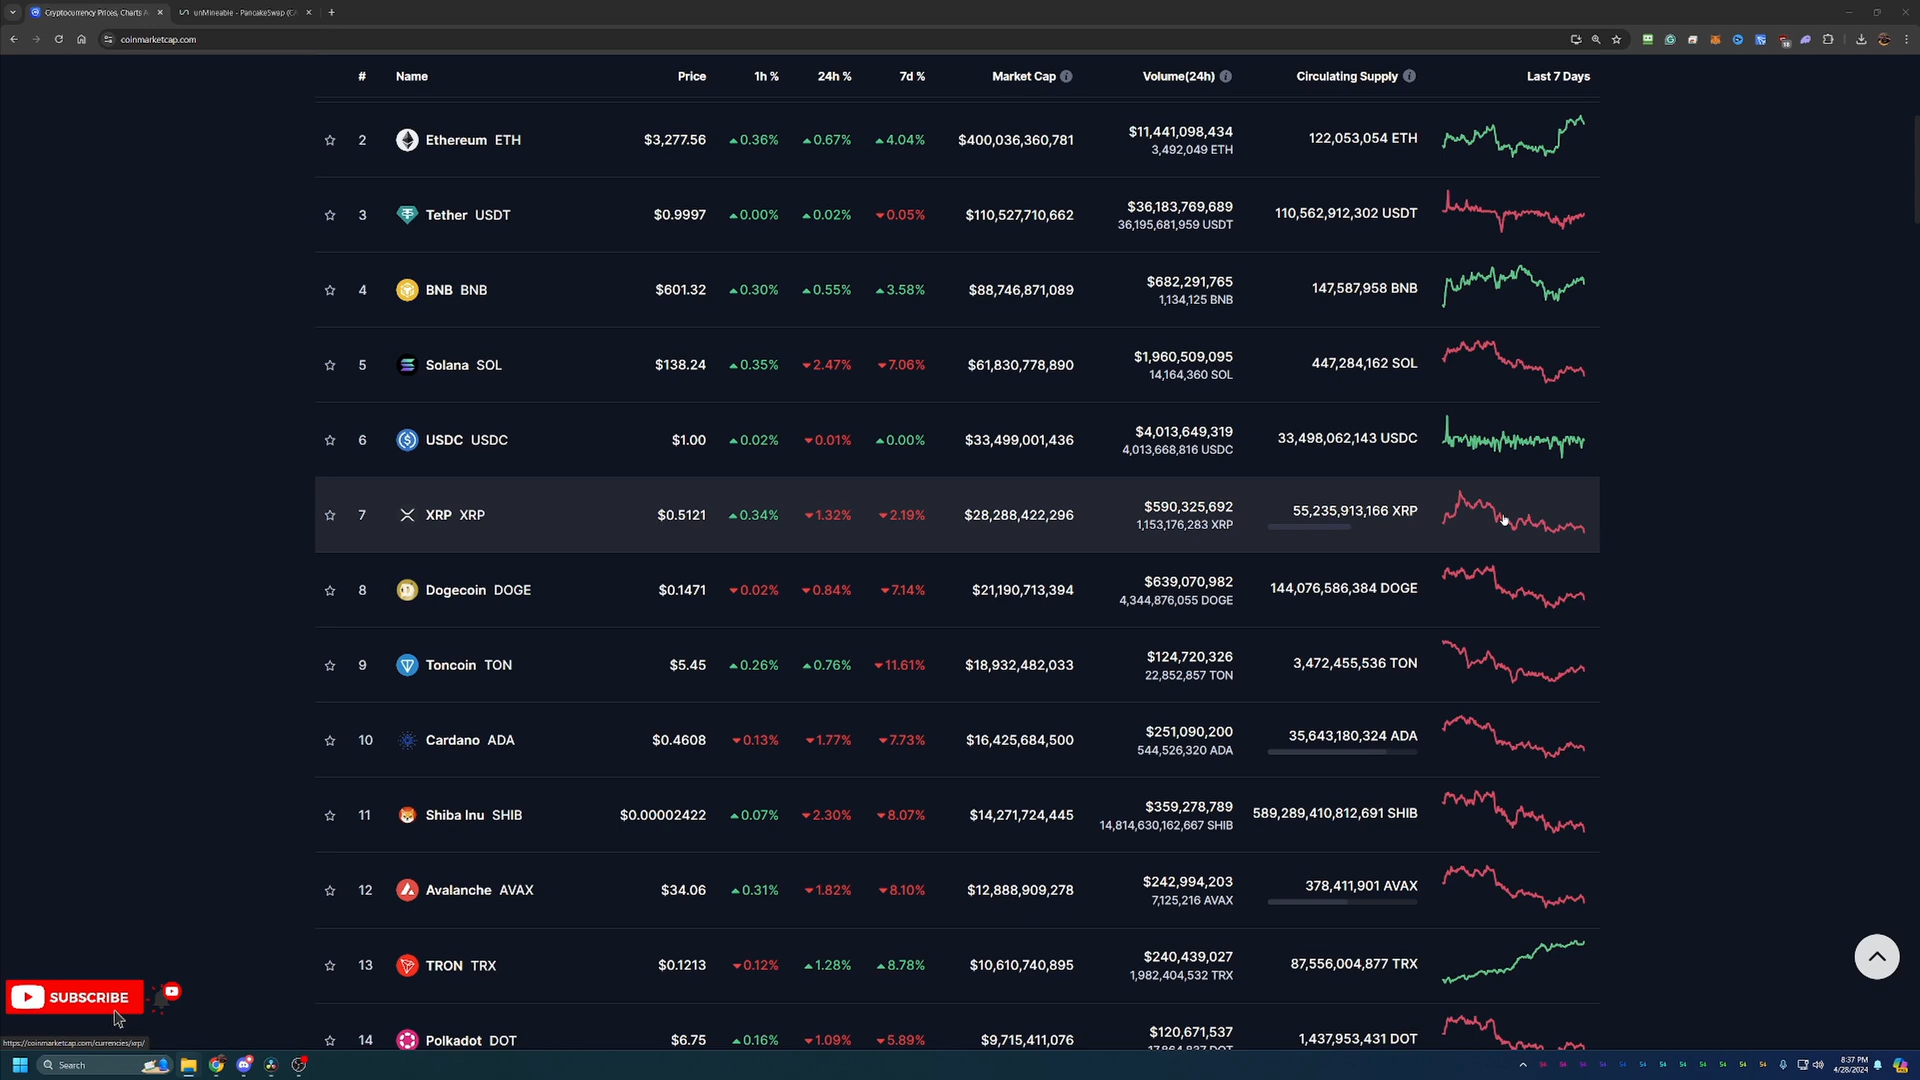 Cryptocurrency Prices, Charts A
unMineable - PancakeSwap (CA
coinmarketcap.com
# Name Price 1h % 24h % 7d % Market Cap Volume(24h) Circulating Supply Last 7 Days
2 Ethereum ETH $3,277.56 0.36% 0.67% 4.04% $400,036,360,781 $11,441,098,434 122,053,054 ETH
3,492,049 ETH
3 Tether USDT $0.9997 0.00% 0.02% 0.05% $110,527,710,662 $36,183,769,689 110,562,912,302 USDT
36,195,681,959 USDT
4 BNB BNB $601.32 0.30% 0.55% 3.58% $88,746,871,089 $682,291,765 147,587,958 BNB
1,134,125 BNB
5 Solana SOL $138.24 0.35% 2.47% 7.06% $61,830,778,890 $1,960,509,095 447,284,162 SOL
14,164,360 SOL
6 USDC USDC $1.00 0.02% 0.01% 0.00% $33,499,001,436 $4,013,649,319 33,498,062,143 USDC
4,013,668,816 USDC
7 XRP XRP $0.5121 0.34% 1.32% 2.19% $28,288,422,296 $590,325,692 55,235,913,166 XRP
1,153,176,283 XRP
8 Dogecoin DOGE $0.1471 0.02% 0.84% 7.14% $21,190,713,394 $639,070,982 144,076,586,384 DOGE
4,344,876,055 DOGE
9 Toncoin TON $5.45 0.26% 0.76% 11.61% $18,932,482,033 $124,720,326 3,472,455,536 TON
22,852,857 TON
10 Cardano ADA $0.4608 0.13% 1.77% 7.73% $16,425,684,500 $251,090,200 35,643,180,324 ADA
544,526,320 ADA
11 Shiba Inu SHIB $0.00002422 0.07% 2.30% 8.07% $14,271,724,445 $359,278,789 589,289,410,812,691 SHIB
14,814,630,162,667 SHIB
12 Avalanche AVAX $34.06 0.31% 1.82% 8.10% $12,888,909,278 $242,994,203 378,411,901 AVAX
7,125,216 AVAX
13 TRON TRX $0.1213 0.12% 1.28% 8.78% $10,610,740,895 $240,439,027 87,556,004,877 TRX
1,982,404,532 TRX
SUBSCRIBE
14 Polkadot DOT $6.75 0.16% 1.09% 5.89% $9,715,411,076 $120,671,537 1,437,953,431 DOT
https://coinmarketcap.com/currencies/xrp/
Search
54 54 54 54 54 54 54 54 54 54 54 54
8:37 PM
4/28/2024